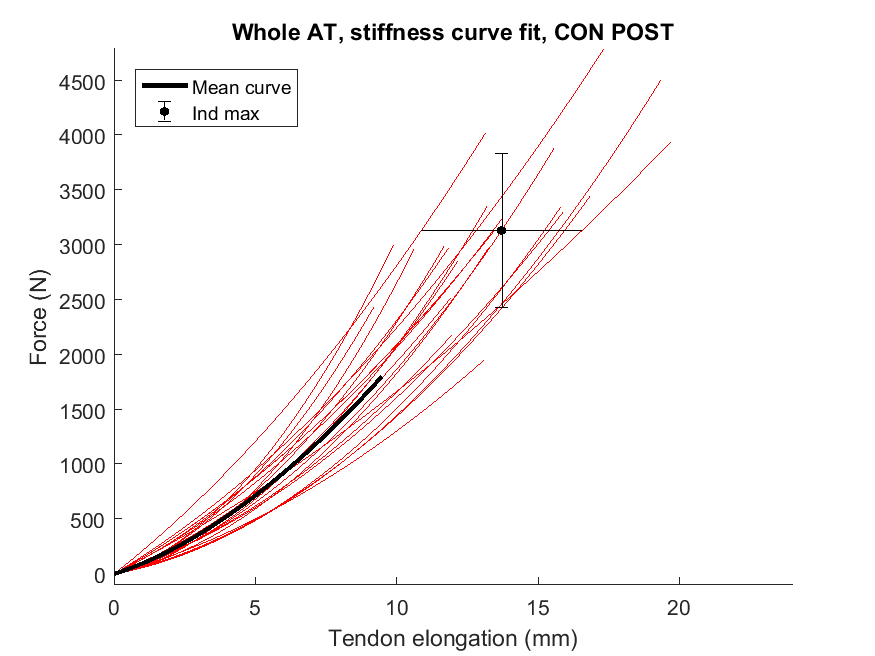 Whole AT, stiffness curve fit, CON POST
Mean curve
Ind max
4500
4000
3500
3000
2500
2000
1500
1000
500
0
Force (N)
0 5 10 15 20
Tendon elongation (mm)